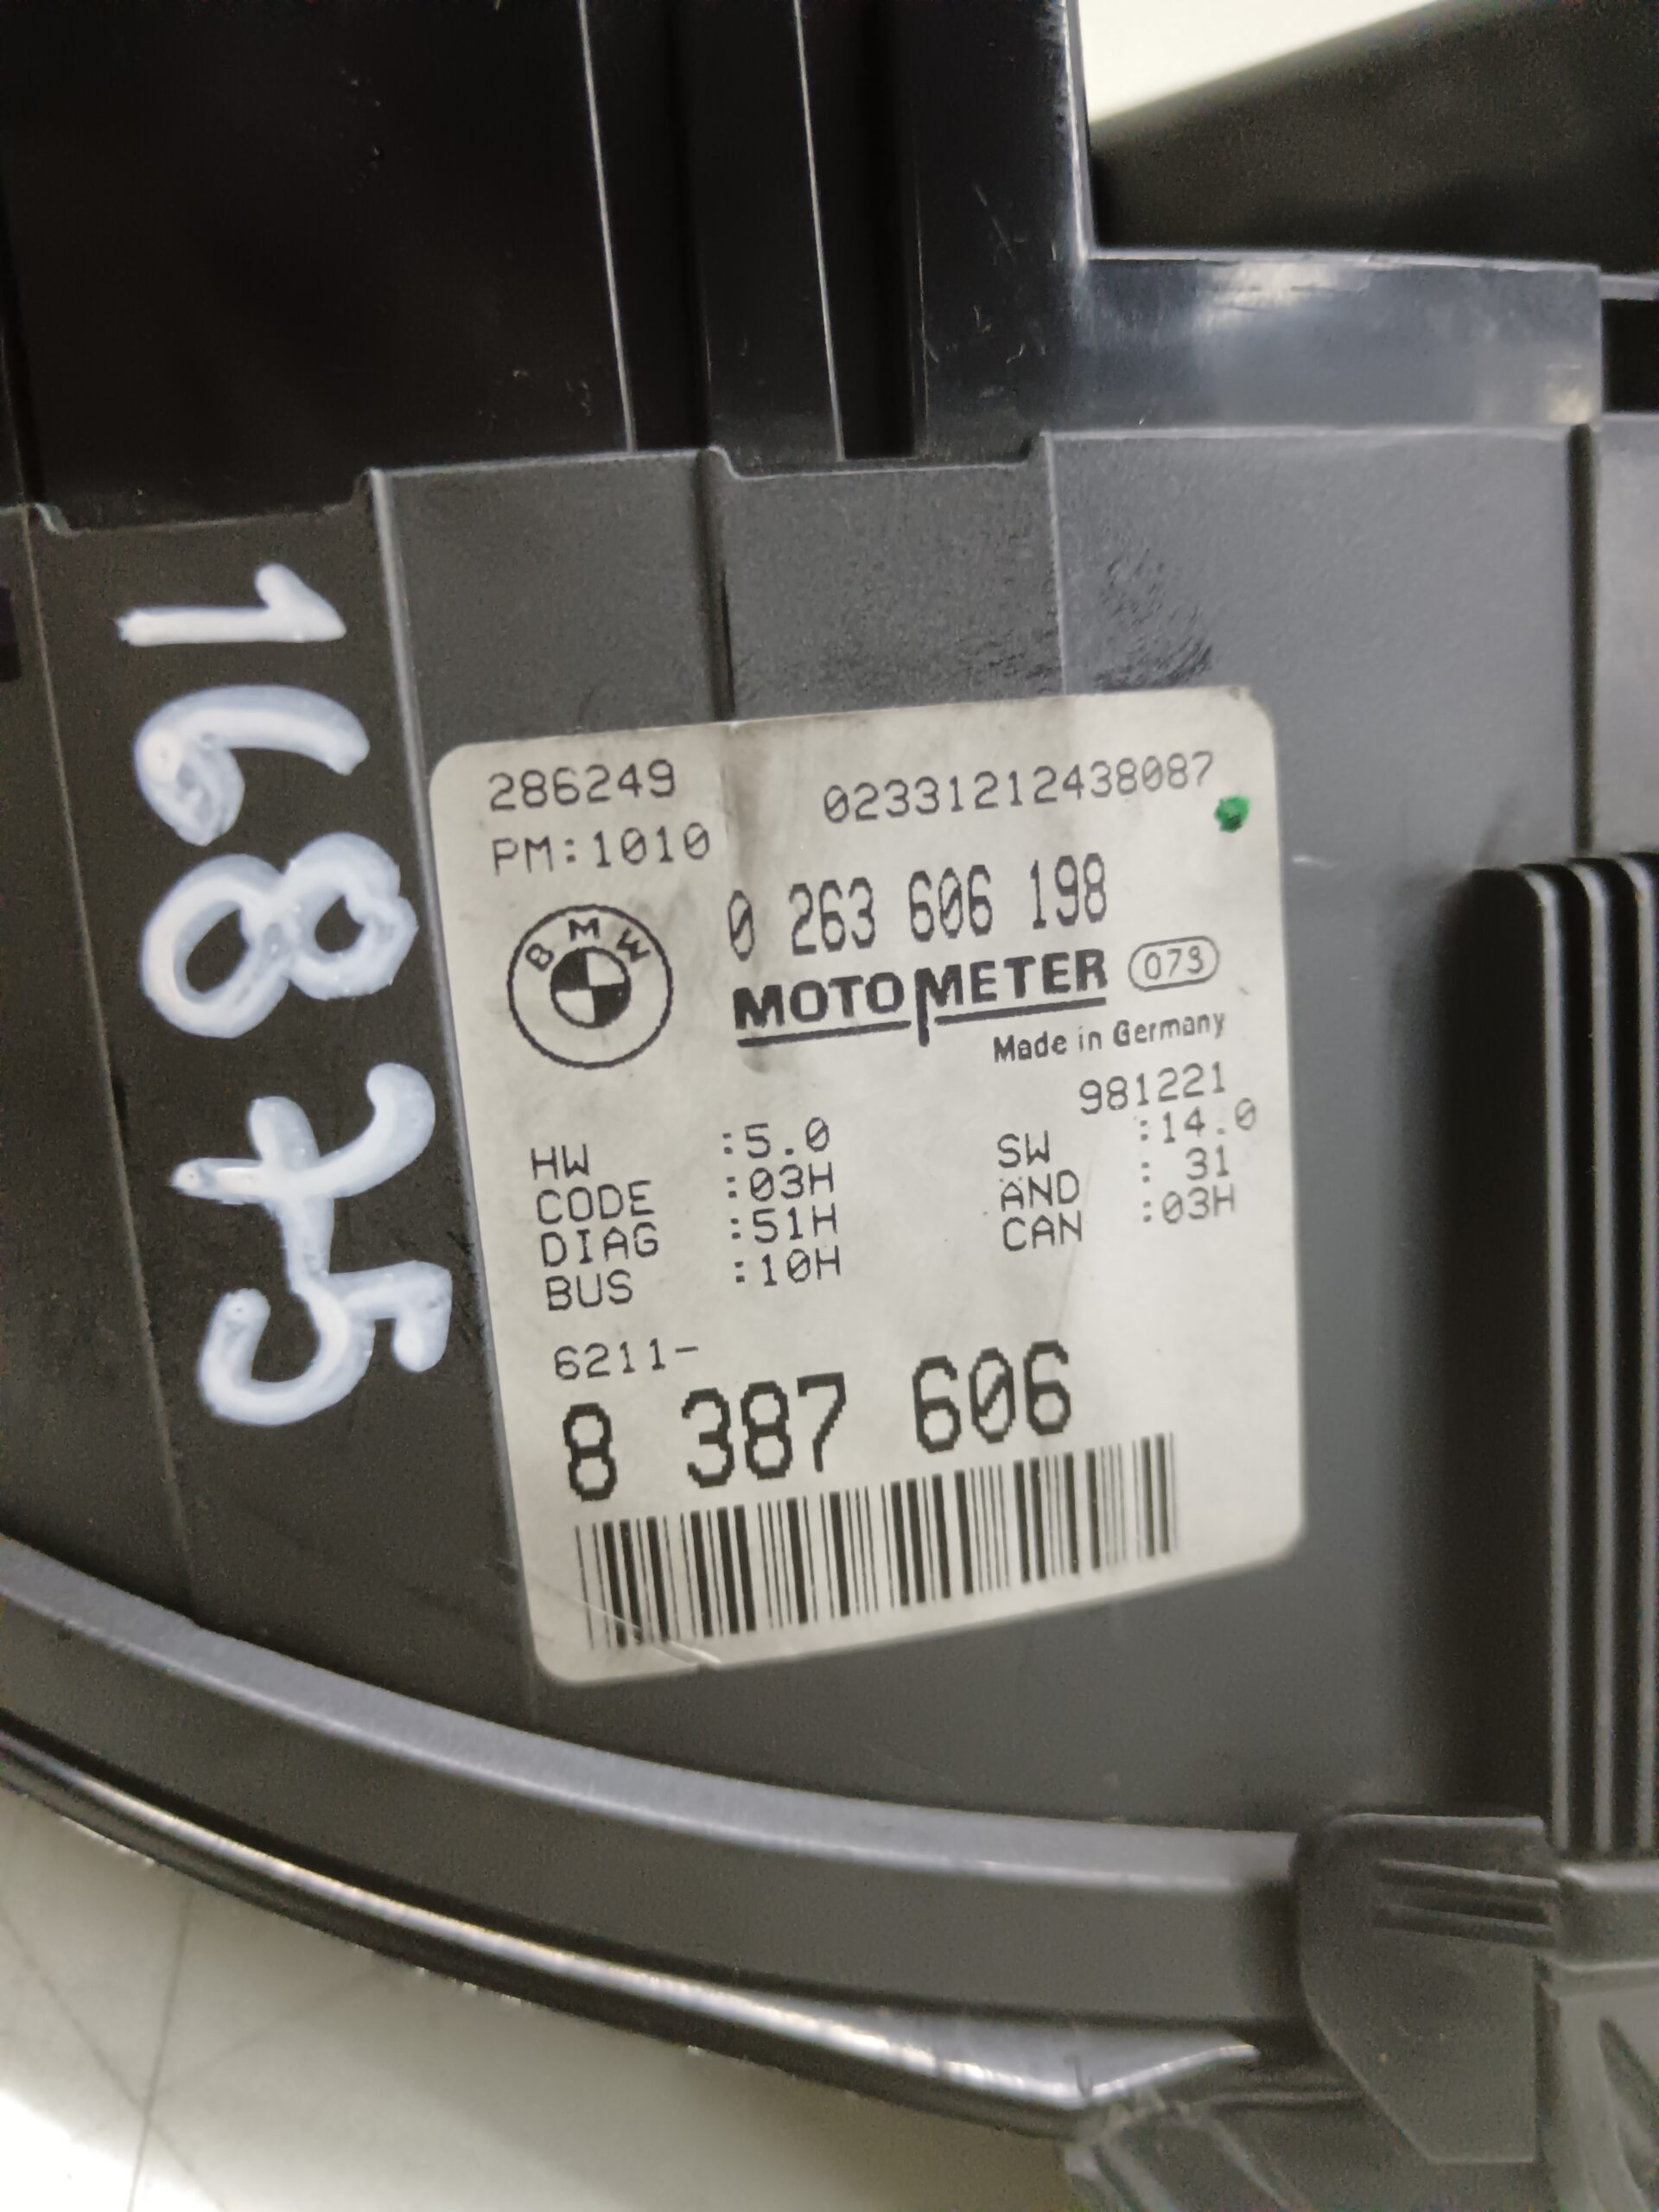 16875
286249 02331212438087
PM:1010
0 263 606 198
BMW
MOTOMETER 073
Made in Germany
981221
HW :5.0 SW :14.0
CODE :03H AND : 31
DIAG :51H CAN :03H
BUS :10H
6211-
8 387 606